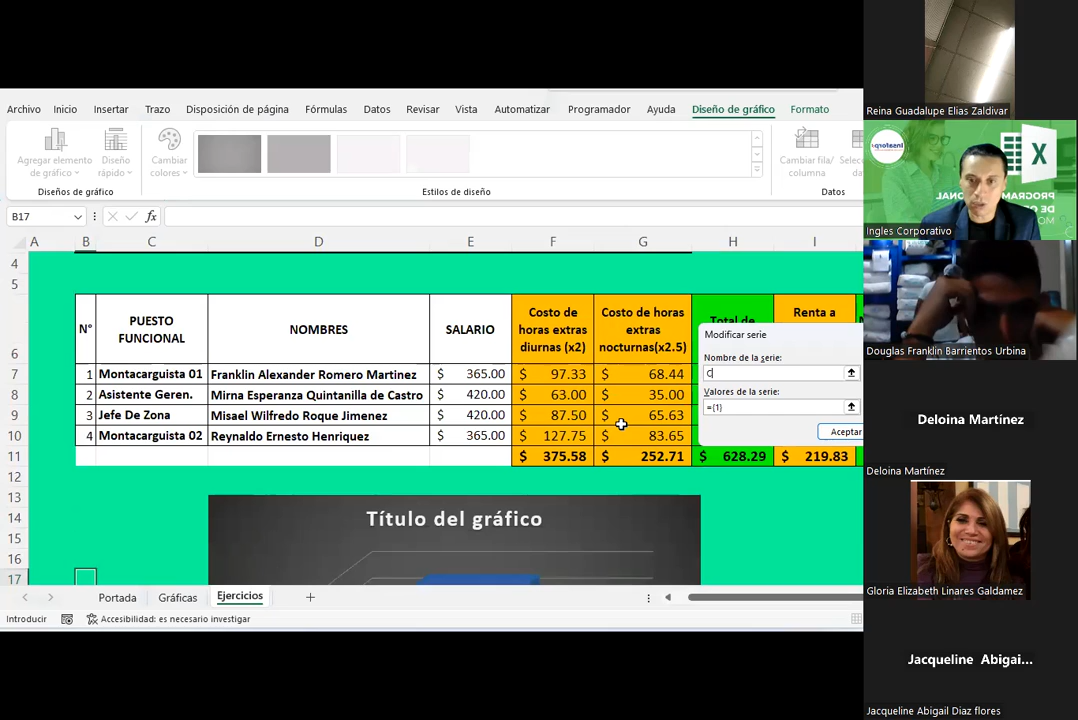 Archivo Inicio Insertar Trazo Disposición de página Fórmulas Datos Revisar Vista Automatizar Programador Ayuda Diseño de gráfico Formato
Agregar elemento de gráfico
Diseño rápido
Cambiar colores
Cambiar fila/ columna
Diseños de gráfico
Estilos de diseño
Datos
B17
fx
A B C D E F G H I
4
5
6
N° PUESTO FUNCIONAL NOMBRES SALARIO Costo de horas extras diurnas (x2) Costo de horas extras nocturnas(x2.5) Total de Renta a
7 1 Montacarguista 01 Franklin Alexander Romero Martinez $ 365.00 $ 97.33 $ 68.44
8 2 Asistente Geren. Mirna Esperanza Quintanilla de Castro $ 420.00 $ 63.00 $ 35.00
9 3 Jefe De Zona Misael Wilfredo Roque Jimenez $ 420.00 $ 87.50 $ 65.63
10 4 Montacarguista 02 Reynaldo Ernesto Henriquez $ 365.00 $ 127.75 $ 83.65
11 $ 375.58 $ 252.71 $ 628.29 $ 219.83
12
13
14
15
16
17
Título del gráfico
Modificar serie
Nombre de la serie:
C
Valores de la serie:
={1}
Aceptar
Portada Gráficas Ejercicios
Introducir Accesibilidad: es necesario investigar
Reina Guadalupe Elias Zaldivar
Insaforp
X
Ingles Corporativo
Douglas Franklin Barrientos Urbina
Deloina Martínez
Deloina Martínez
Gloria Elizabeth Linares Galdamez
Jacqueline Abigai...
Jacqueline Abigail Diaz flores